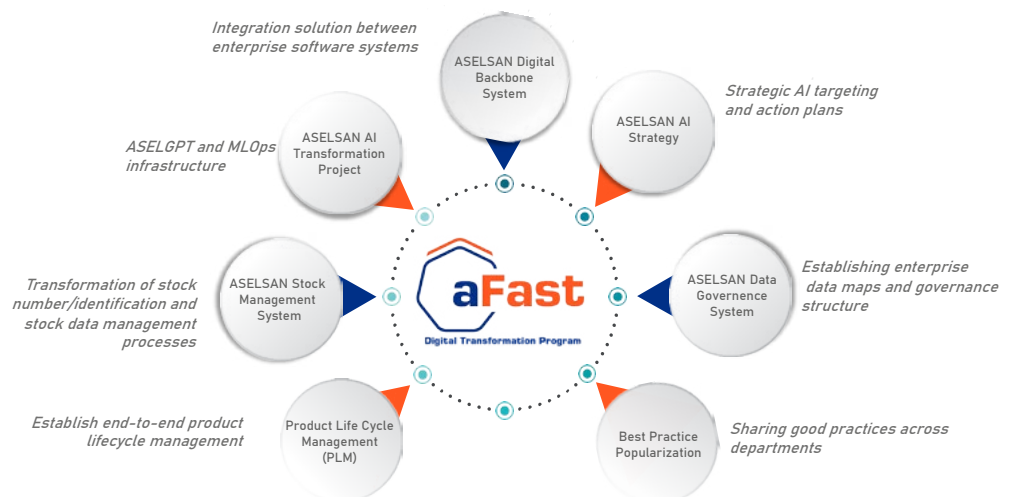 Integration solution between
enterprise software systems
ASELSAN Digital
Backbone
System
Strategic AI targeting
and action plans
ASELSAN AI
Strategy
ASELGPT and MLOps
infrastructure
ASELSAN AI
Transformation
Project
Transformation of stock
number/identification and
stock data management
processes
ASELSAN Stock
Management
System
aFast
Digital Transformation Program
ASELSAN Data
Governence
System
Establishing enterprise
data maps and governance
structure
Establish end-to-end product
lifecycle management
Product Life Cycle
Management
(PLM)
Best Practice
Popularization
Sharing good practices across
departments